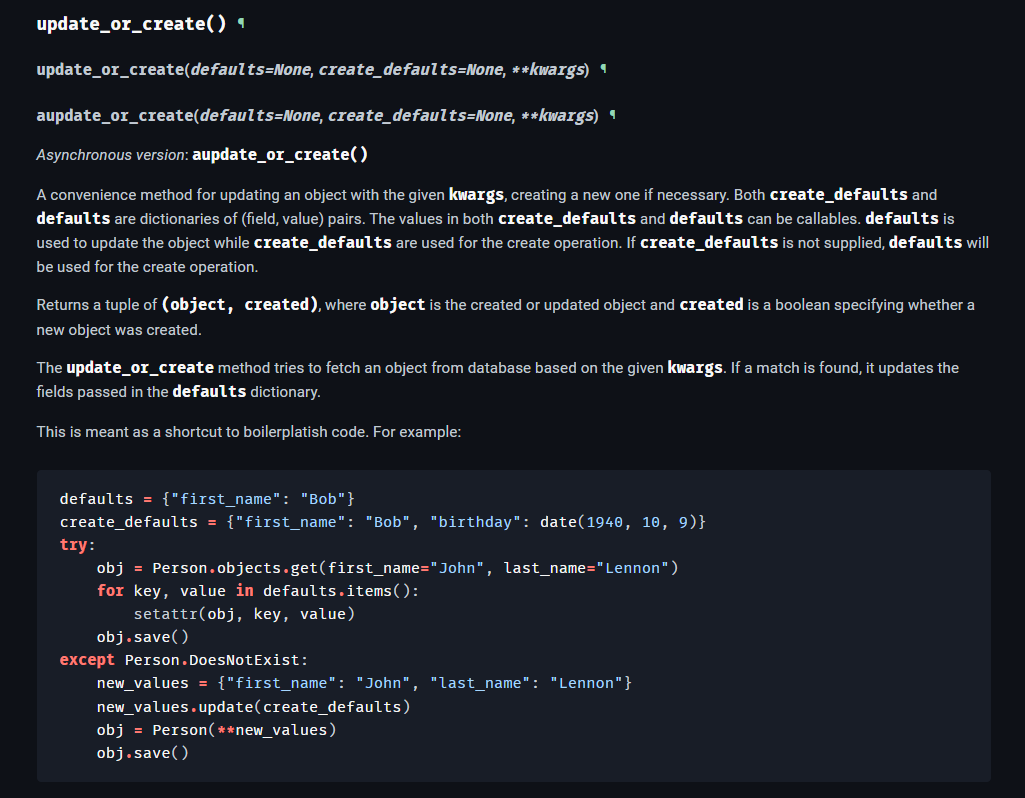 update_or_create() ¶
update_or_create(defaults=None, create_defaults=None, **kwargs) ¶
aupdate_or_create(defaults=None, create_defaults=None, **kwargs) ¶
Asynchronous version: aupdate_or_create()
A convenience method for updating an object with the given kwargs, creating a new one if necessary. Both create_defaults and
defaults are dictionaries of (field, value) pairs. The values in both create_defaults and defaults can be callables. defaults is
used to update the object while create_defaults are used for the create operation. If create_defaults is not supplied, defaults will
be used for the create operation.
Returns a tuple of (object, created), where object is the created or updated object and created is a boolean specifying whether a
new object was created.
The update_or_create method tries to fetch an object from database based on the given kwargs. If a match is found, it updates the
fields passed in the defaults dictionary.
This is meant as a shortcut to boilerplatish code. For example:
defaults = {"first_name": "Bob"}
create_defaults = {"first_name": "Bob", "birthday": date(1940, 10, 9)}
try:
    obj = Person.objects.get(first_name="John", last_name="Lennon")
    for key, value in defaults.items():
        setattr(obj, key, value)
    obj.save()
except Person.DoesNotExist:
    new_values = {"first_name": "John", "last_name": "Lennon"}
    new_values.update(create_defaults)
    obj = Person(**new_values)
    obj.save()